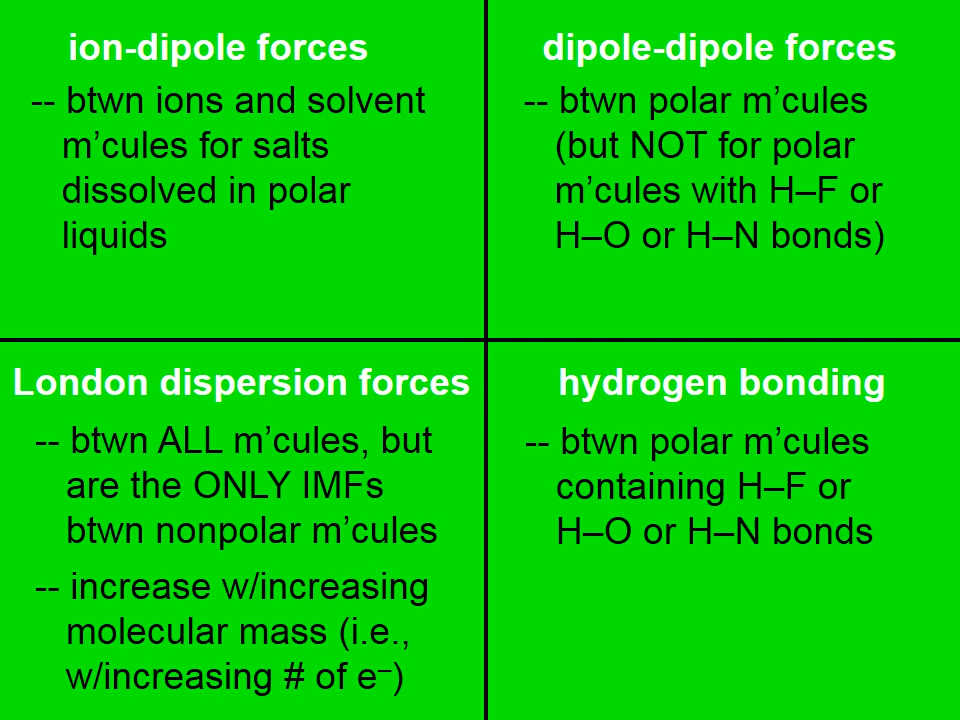 ion-dipole forces
-- btwn ions and solvent
m’cules for salts
dissolved in polar
liquids
dipole-dipole forces
-- btwn polar m’cules
(but NOT for polar
m’cules with H–F or
H–O or H–N bonds)
London dispersion forces
-- btwn ALL m’cules, but
are the ONLY IMFs
btwn nonpolar m’cules
-- increase w/increasing
molecular mass (i.e.,
w/increasing # of e–)
hydrogen bonding
-- btwn polar m’cules
containing H–F or
H–O or H–N bonds